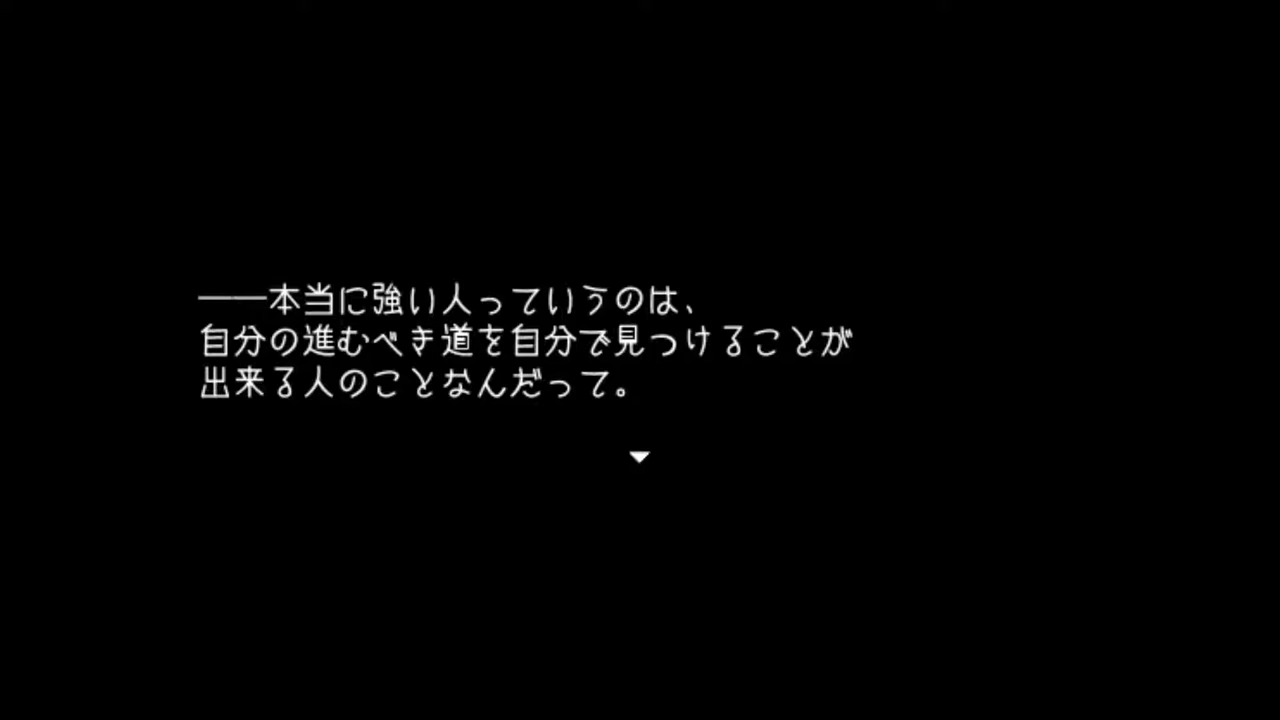 ――本当に強い人っていうのは、
自分の進むべき道を自分で見つけることが
出来る人のことなんだって。